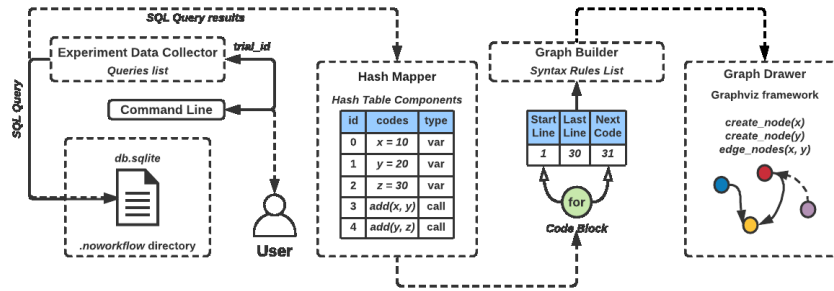 SQL Query results
Experiment Data Collector
Queries list
trial_id
SQL Query
Command Line
db.sqlite
.noworkflow directory
User
Hash Mapper
Hash Table Components
id codes type
0 x = 10 var
1 y = 20 var
2 z = 30 var
3 add(x, y) call
4 add(y, z) call
Graph Builder
Syntax Rules List
Start Line Last Line Next Code
1 30 31
for
Code Block
Graph Drawer
Graphviz framework
create_node(x)
create_node(y)
edge_nodes(x, y)